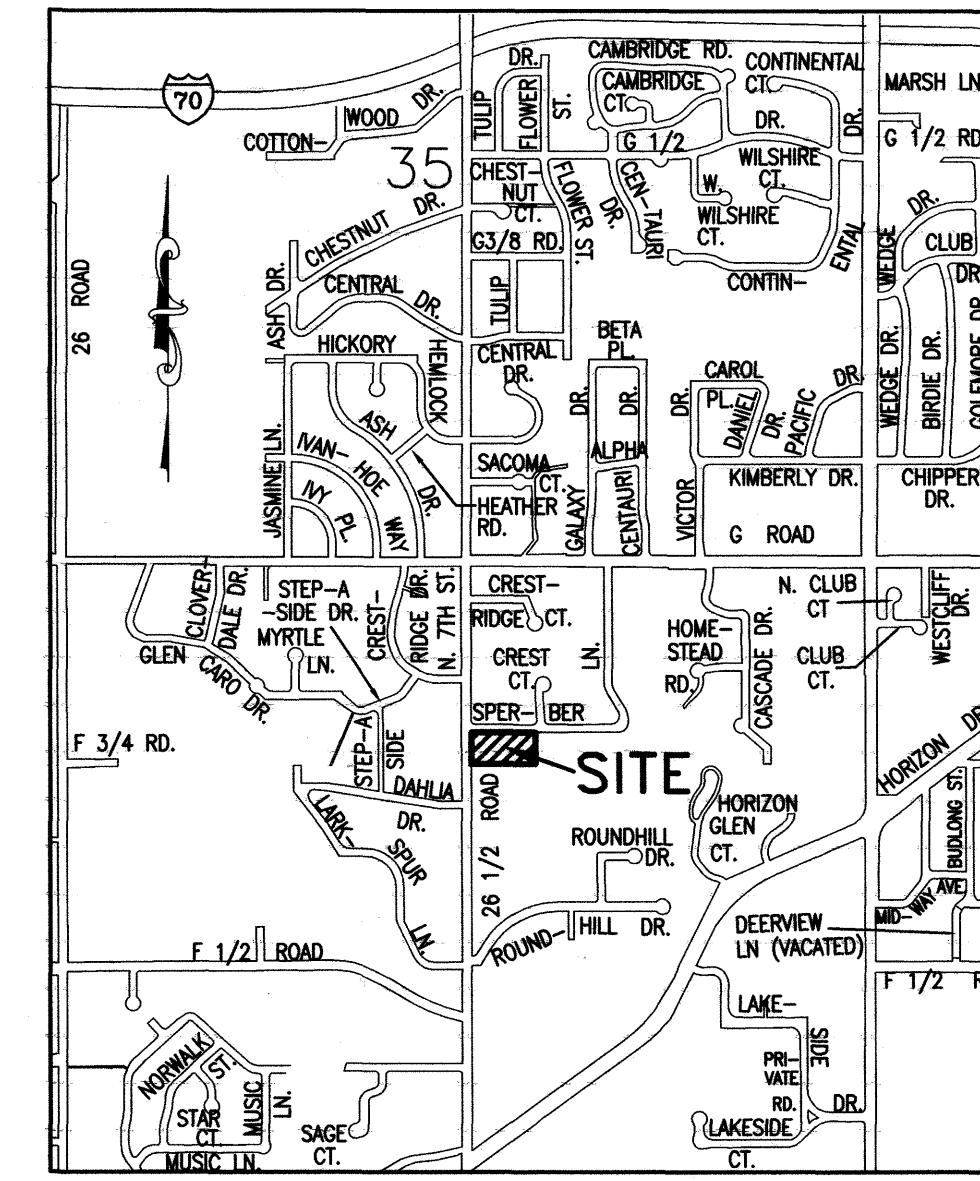 70
35
COTTON-
WOOD DR.
TULIP
DR.
FLOWER
ST.
CAMBRIDGE RD.
CAMBRIDGE
CT.
CONTINENTAL
CT.
DR.
DR.
G 1/2
MARSH LN
G 1/2 RD
CHEST-
NUT
CT.
FLOWER ST.
CEN-
TAURI
DR.
W.
WILSHIRE
CT.
WILSHIRE
CT.
CONTIN-
ENTAL
CHESTNUT DR.
G3/8 RD.
WEDGE
DR.
CLUB
DR
26 ROAD
ASH DR.
CENTRAL DR.
TULIP
HICKORY
HEMLOCK
CENTRAL
DR.
BETA
PL.
DR.
DR.
CAROL
PL.
DANIEL
DR.
PACIFIC
DR.
DR.
WEDGE DR.
BIRDIE DR.
GOLFMORE DR
ASH
DR.
ALPHA
JASMINE LN.
IVAN-
HOE
WAY
IVY
PL.
SACOMA
CT.
HEATHER
RD.
GALAXY
CENTAURI
VICTOR
KIMBERLY DR.
CHIPPER
DR.
G ROAD
CLOVER-
DALE DR.
STEP-A
-SIDE DR.
MYRTLE
LN.
CREST-
RIDGE DR.
N. 7TH ST.
CREST-
RIDGE CT.
CREST
CT.
LN.
SPER-
BER
HOME-
STEAD
RD.
CASCADE DR.
N. CLUB
CT
CLUB
CT.
WESTCLIFF
DR.
GLEN
CARO DR.
F 3/4 RD.
STEP-A
SIDE
SITE
HORIZON DR
DAHLIA
DR.
LARK-
SPUR
LN.
26 1/2 ROAD
ROUNDHILL
DR.
HORIZON
GLEN
CT.
BUDLONG ST.
MID-WAY AVE
ROUND-
HILL DR.
DEERVIEW
LN (VACATED)
F 1/2 ROAD
F 1/2 R
NORWALK
ST.
STAR
CT.
MUSIC
LN.
MUSIC LN.
SAGE
CT.
LAKE-
SIDE
PRI-
VATE
RD.
DR.
LAKESIDE
CT.